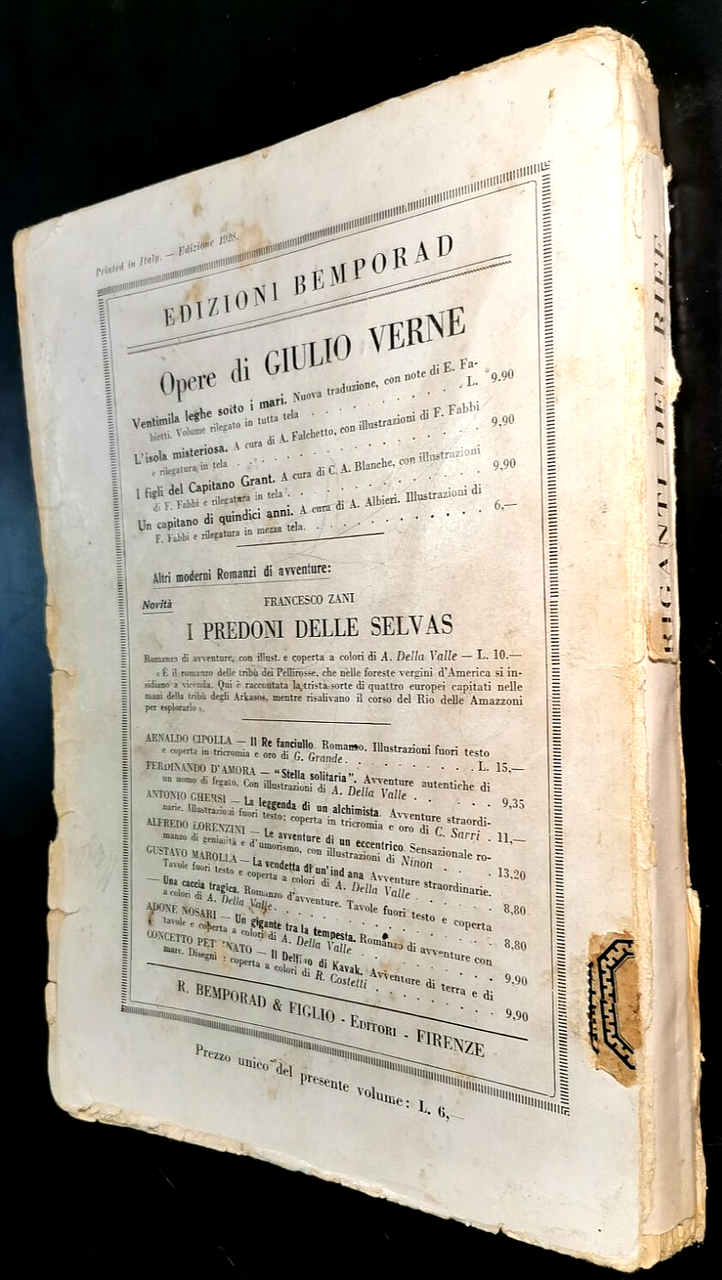 Printed in Italy. — Edizione 1928.
EDIZIONI BEMPORAD
Opere di GIULIO VERNE
Ventimila leghe sotto i mari. Nuova traduzione, con note di E. Fa-
bietti. Volume rilegato in tutta tela . . . . . . . . . . . L. 9.90
L'isola misteriosa. A cura di A. Falchetto, con illustrazioni di F. Fabbi
e rilegatura in tela . . . . . . . . . . . . . 9,90
I figli del Capitano Grant. A cura di C. A. Blanche, con illustrazioni
di F. Fabbi e rilegatura in tela . . . . . . . . . . . 9,90
Un capitano di quindici anni. A cura di A. Albieri. Illustrazioni di
F. Fabbi e rilegatura in mezza tela. . . . . . . . . . . 6,—
Altri moderni Romanzi di avventure:
Novità FRANCESCO ZANI
I PREDONI DELLE SELVAS
Romanzo di avventure, con illust. e coperta a colori di A. Della Valle — L. 10.—
« È il romanzo delle tribù dei Pellirosse, che nelle foreste vergini d'America si in-
sidiano a vicenda. Qui è raccontata la trista sorte di quattro europei capitati nelle
mani della tribù degli Arkasos, mentre risalivano il corso del Rio delle Amazzoni
per esplorarlo ».
ARNALDO CIPOLLA — Il Re fanciullo. Romanzo. Illustrazioni fuori testo
e coperta in tricromia e oro di G. Grande . . . . . . . . L. 15,—
FERDINANDO D'AMORA — "Stella solitaria". Avventure autentiche di
un uomo di fegato. Con illustrazioni di A. Della Valle . . . . 9,35
ANTONIO GHERSI — La leggenda di un alchimista. Avventure straordi-
narie. Illustrazioni fuori testo; coperta in tricromia e oro di C. Sarri . 11,—
ALFREDO LORENZINI — Le avventure di un eccentrico. Sensazionale ro-
manzo di genialità e d'umorismo, con illustrazioni di Ninon . . . 13,20
GUSTAVO MAROLLA — La vendetta di un'indiana. Avventure straordinarie.
Tavole fuori testo e coperta a colori di A. Della Valle . . . . . 8,80
— Una caccia tragica. Romanzo d'avventure. Tavole fuori testo e coperta
a colori di A. Della Valle. . . . . . . . . . . . 8,80
ADONE NOSARI — Un gigante tra la tempesta. Romanzo di avventure con
tavole e coperta a colori di A. Della Valle . . . . . . . . 9,90
CONCETTO PETTINATO — Il Delfino di Kavak. Avventure di terra e di
mare. Disegni e coperta a colori di R. Costetti . . . . . . . 9,90
R. BEMPORAD & FIGLIO - EDITORI - FIRENZE
Prezzo unico del presente volume: L. 6,—
RIGANTI DEL RIFF